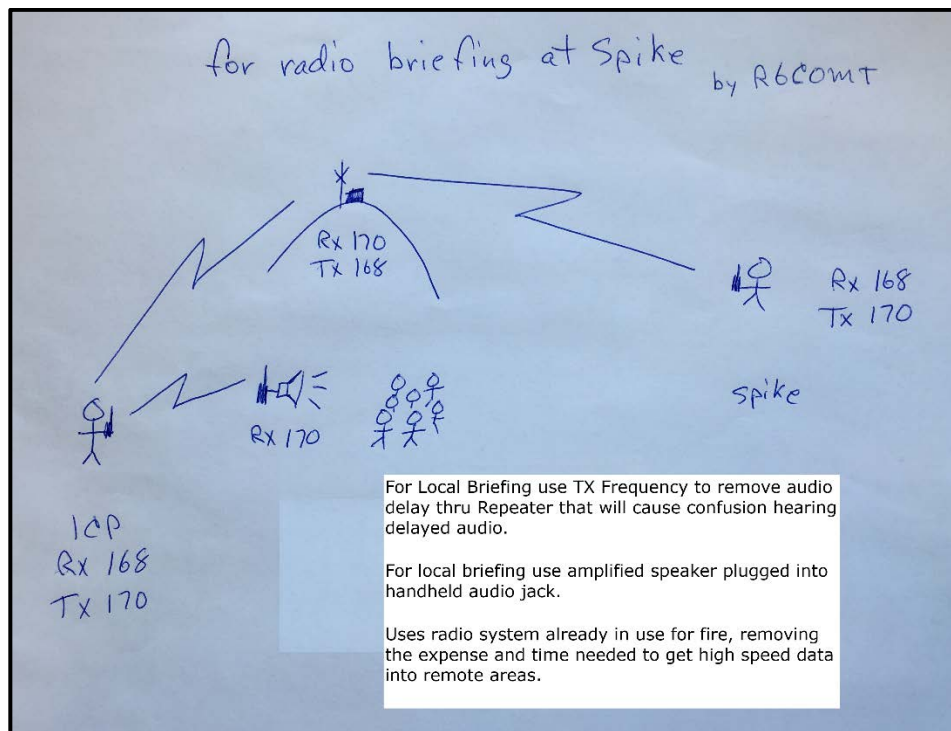 for radio briefing at Spike
by R6COMT
Rx 170
Tx 168
Rx 168
Tx 170
spike
Rx 170
ICP
Rx 168
Tx 170
For Local Briefing use TX Frequency to remove audio
delay thru Repeater that will cause confusion hearing
delayed audio.
For local briefing use amplified speaker plugged into
handheld audio jack.
Uses radio system already in use for fire, removing
the expense and time needed to get high speed data
into remote areas.